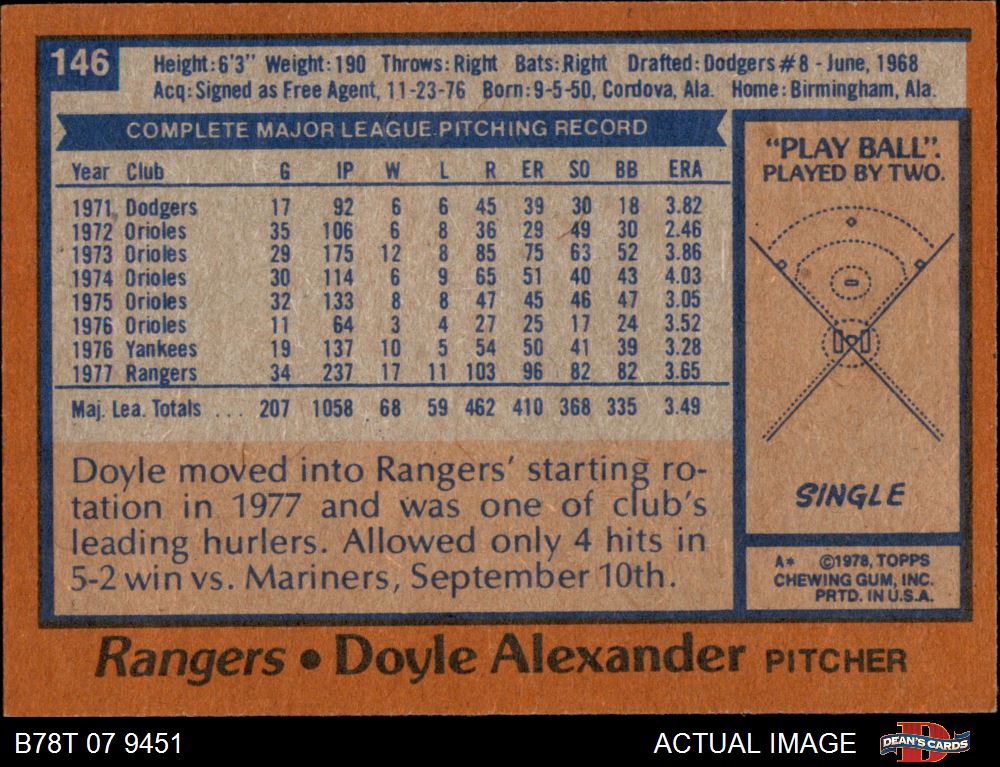 146
Height: 6'3" Weight: 190 Throws: Right Bats: Right Drafted: Dodgers #8 - June, 1968
Acq: Signed as Free Agent, 11-23-76 Born: 9-5-50, Cordova, Ala. Home: Birmingham, Ala.
COMPLETE MAJOR LEAGUE PITCHING RECORD
Year Club G IP W L R ER SO BB ERA
1971 Dodgers 17 92 6 6 45 39 30 18 3.82
1972 Orioles 35 106 6 8 36 29 49 30 2.46
1973 Orioles 29 175 12 8 85 75 63 52 3.86
1974 Orioles 30 114 6 9 65 51 40 43 4.03
1975 Orioles 32 133 8 8 47 45 46 47 3.05
1976 Orioles 11 64 3 4 27 25 17 24 3.52
1976 Yankees 19 137 10 5 54 50 41 39 3.28
1977 Rangers 34 237 17 11 103 96 82 82 3.65
Maj. Lea. Totals ... 207 1058 68 59 462 410 368 335 3.49
Doyle moved into Rangers' starting ro-
tation in 1977 and was one of club's
leading hurlers. Allowed only 4 hits in
5-2 win vs. Mariners, September 10th.
"PLAY BALL".
PLAYED BY TWO.
SINGLE
A* ©1978, TOPPS
CHEWING GUM, INC.
PRTD. IN U.S.A.
Rangers • Doyle Alexander PITCHER
B78T 07 9451
ACTUAL IMAGE
DEAN'S CARDS